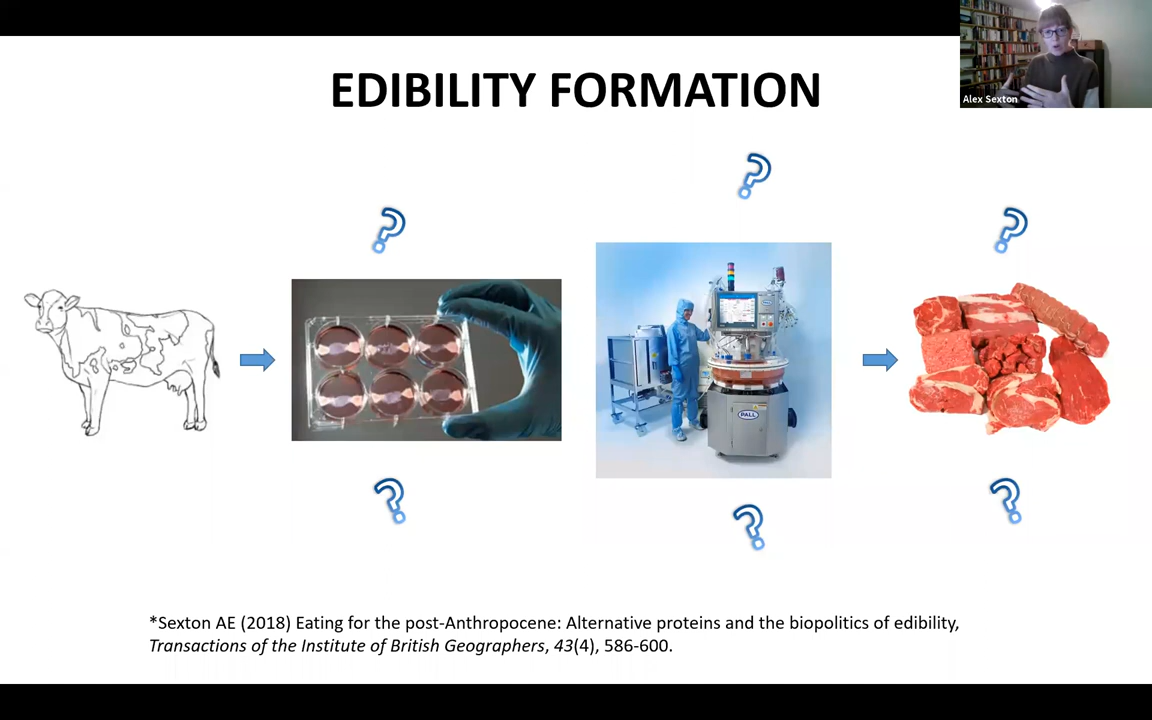 EDIBILITY FORMATION
Alex Sexton
?
?
?
?
PALL
?
?
*Sexton AE (2018) Eating for the post-Anthropocene: Alternative proteins and the biopolitics of edibility,
Transactions of the Institute of British Geographers, 43(4), 586-600.